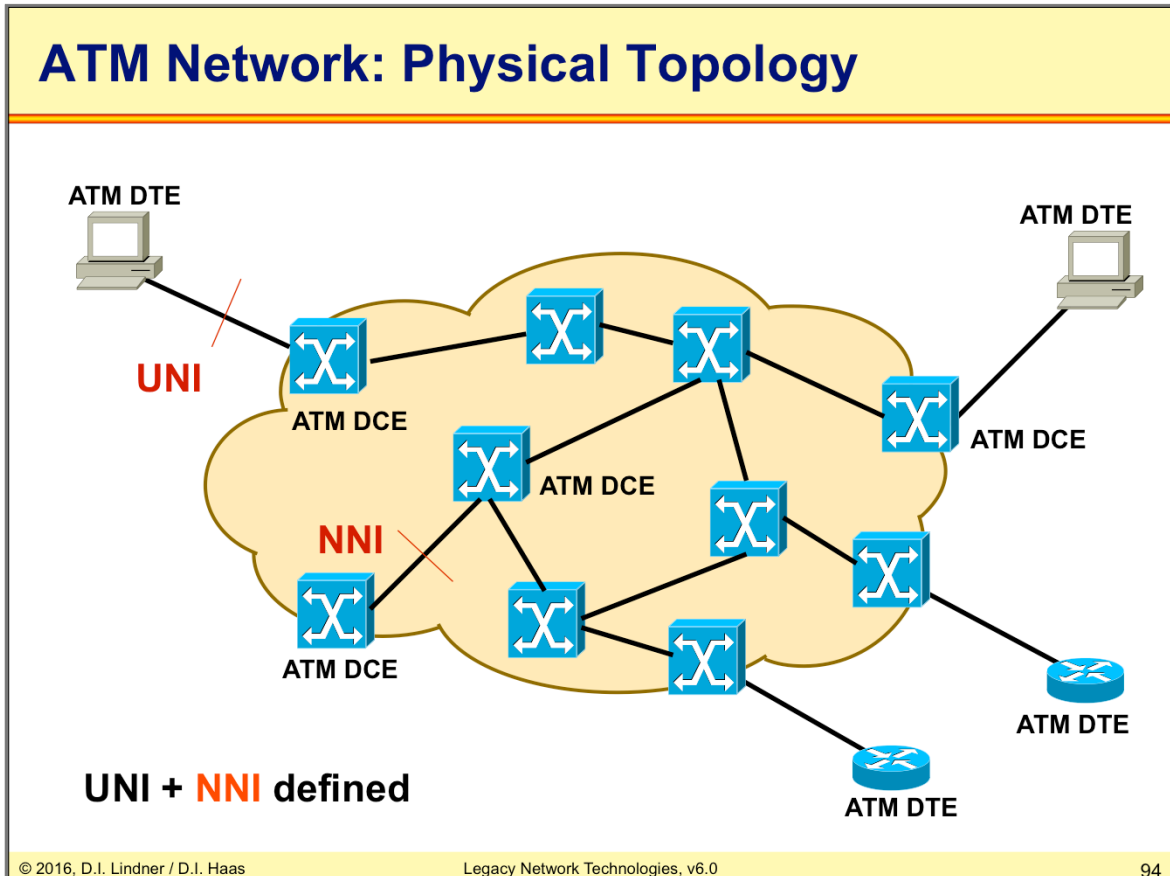 ATM Network: Physical Topology
ATM DTE
ATM DTE
UNI
ATM DCE
ATM DCE
ATM DCE
NNI
ATM DCE
ATM DTE
ATM DTE
UNI + NNI defined
© 2016, D.I. Lindner / D.I. Haas
Legacy Network Technologies, v6.0
94